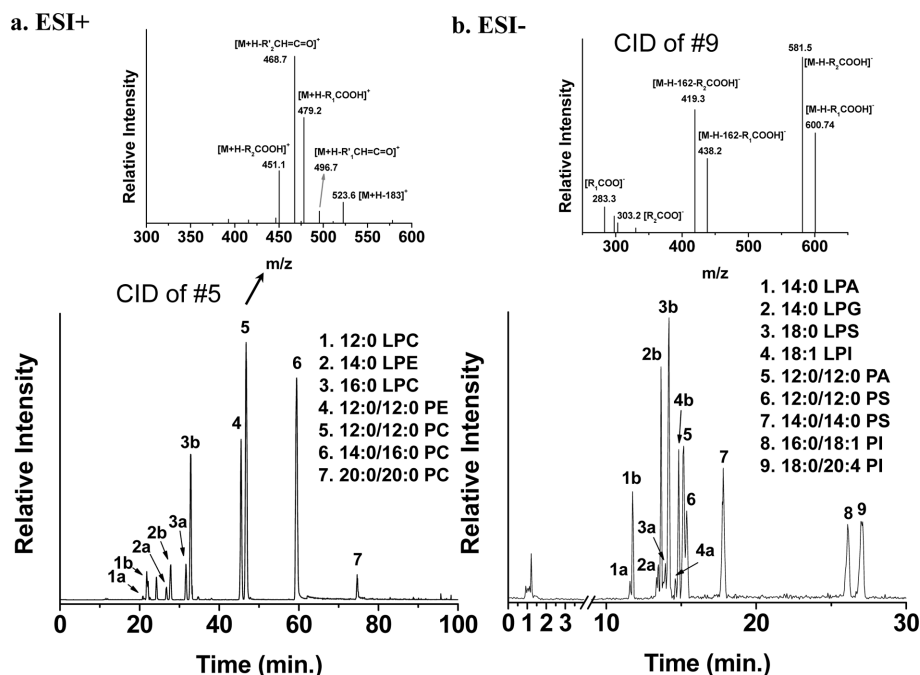 a. ESI+
[M+H-R'₂CH=C=O]⁺
468.7
[M+H-R₁COOH]⁺
479.2
[M+H-R₂COOH]⁺
451.1
[M+H-R'₁CH=C=O]⁺
496.7
523.6 [M+H-183]⁺
Relative Intensity
300 350 400 450 500 550 600
m/z
CID of #5
1a
1b
2a
2b
3a
3b
4
5
6
7
1. 12:0 LPC
2. 14:0 LPE
3. 16:0 LPC
4. 12:0/12:0 PE
5. 12:0/12:0 PC
6. 14:0/16:0 PC
7. 20:0/20:0 PC
Relative Intensity
0 20 40 60 80 100
Time (min.)
b. ESI-
CID of #9
581.5
[M-H-R₂COOH]⁻
[M-H-162-R₂COOH]⁻
419.3
[M-H-R₁COOH]⁻
600.74
[M-H-162-R₁COOH]⁻
438.2
[R₁COO]⁻
283.3
303.2 [R₂COO]⁻
Relative Intensity
300 400 500 600
m/z
1. 14:0 LPA
2. 14:0 LPG
3. 18:0 LPS
4. 18:1 LPI
5. 12:0/12:0 PA
6. 12:0/12:0 PS
7. 14:0/14:0 PS
8. 16:0/18:1 PI
9. 18:0/20:4 PI
1a
1b
2a
2b
3a
3b
4a
4b
5
6
7
8
9
Relative Intensity
0 1 2 3 10 20 30
Time (min.)